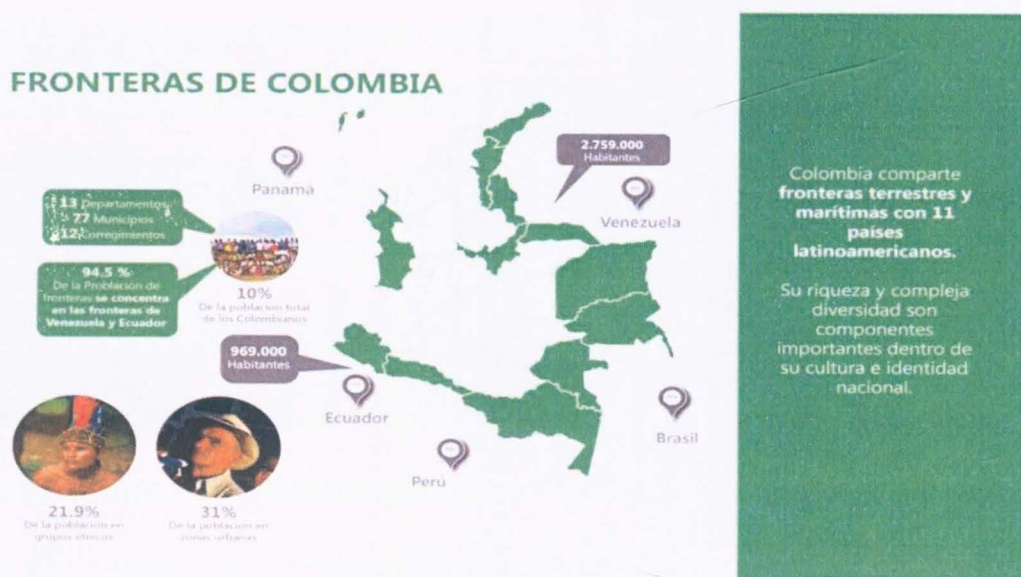 FRONTERAS DE COLOMBIA
2.759.000
Habitantes
Panamá
Venezuela
13 Departamentos
77 Municipios
12 Corregimientos
94.5 %
De la Problación de
fronteras se concentra
en las fronteras de
Venezuela y Ecuador
10%
De la población total
de los Colombianos
969.000
Habitantes
Ecuador
Perú
Brasil
21.9%
De la población en
grupos étnicos
31%
De la población en
zonas urbanas
Colombia comparte
fronteras terrestres y
marítimas con 11
países
latinoamericanos.
Su riqueza y compleja
diversidad son
componentes
importantes dentro de
su cultura e identidad
nacional.